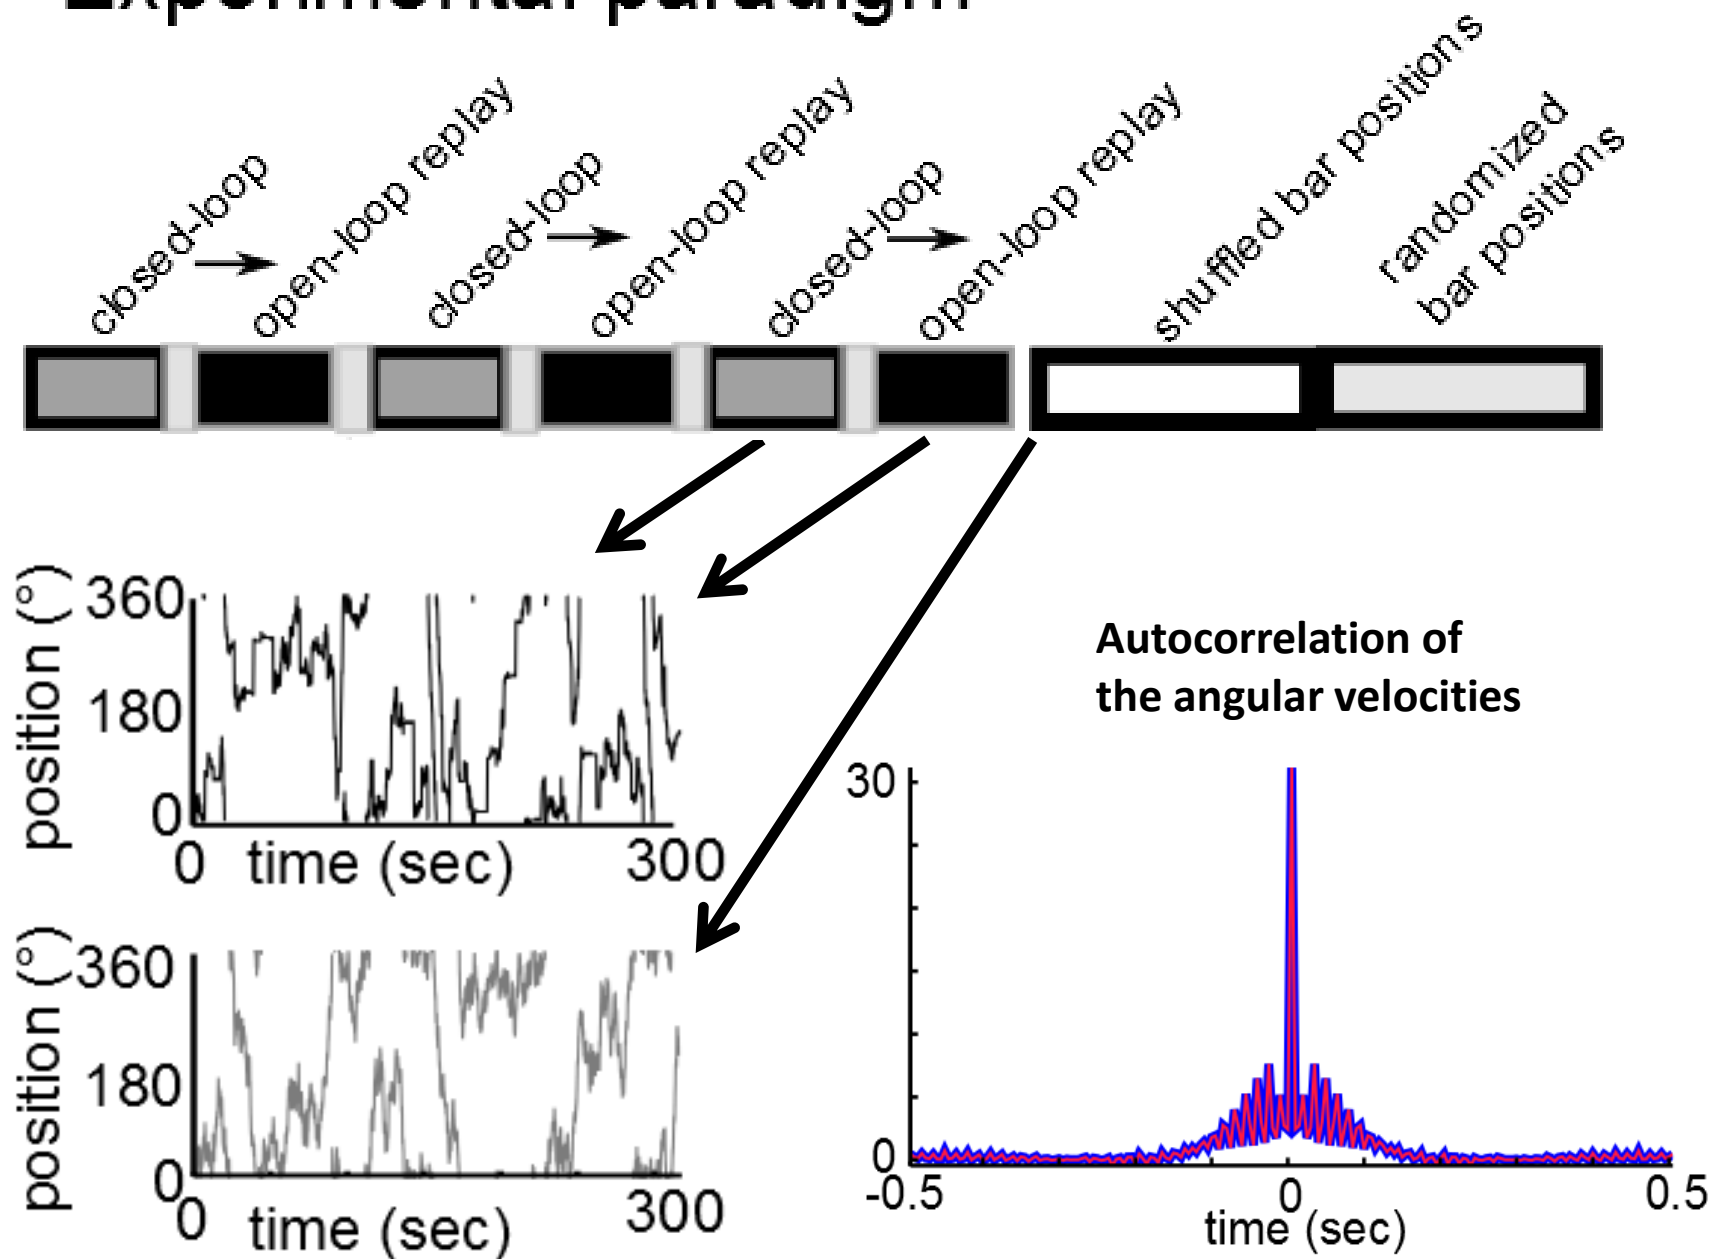 Experimental paradigm
closed-loop
open-loop replay
closed-loop
open-loop replay
closed-loop
open-loop replay
shuffled bar positions
randomized
bar positions
position (°)
360
180
0
0
time (sec)
300
position (°)
360
180
0
0
time (sec)
300
Autocorrelation of
the angular velocities
30
0
-0.5
0
0.5
time (sec)